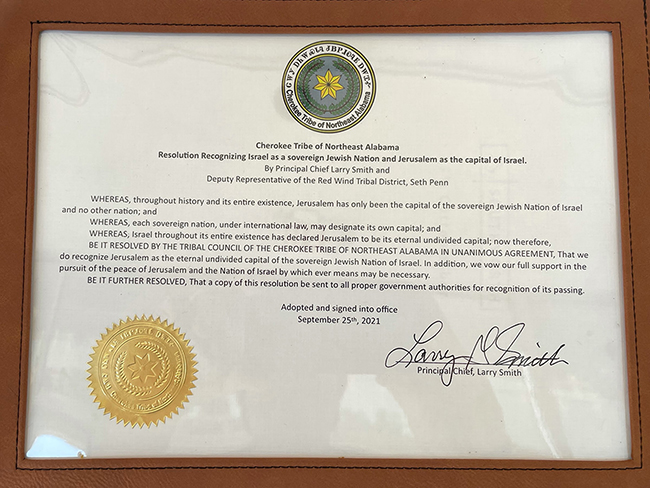 Cherokee Tribe of Northeast Alabama
Cherokee Tribe of Northeast Alabama
Resolution Recognizing Israel as a sovereign Jewish Nation and Jerusalem as the capital of Israel.
By Principal Chief Larry Smith and
Deputy Representative of the Red Wind Tribal District, Seth Penn
WHEREAS, throughout history and its entire existence, Jerusalem has only been the capital of the sovereign Jewish Nation of Israel
and no other nation; and
WHEREAS, each sovereign nation, under international law, may designate its own capital; and
WHEREAS, Israel throughout its entire existence has declared Jerusalem to be its eternal undivided capital; now therefore,
BE IT RESOLVED BY THE TRIBAL COUNCIL OF THE CHEROKEE TRIBE OF NORTHEAST ALABAMA IN UNANIMOUS AGREEMENT, That we
do recognize Jerusalem as the eternal undivided capital of the sovereign Jewish Nation of Israel. In addition, we vow our full support in the
pursuit of the peace of Jerusalem and the Nation of Israel by which ever means may be necessary.
BE IT FURTHER RESOLVED, That a copy of this resolution be sent to all proper government authorities for recognition of its passing.
Adopted and signed into office
September 25th, 2021
Larry D Smith
Principal Chief, Larry Smith